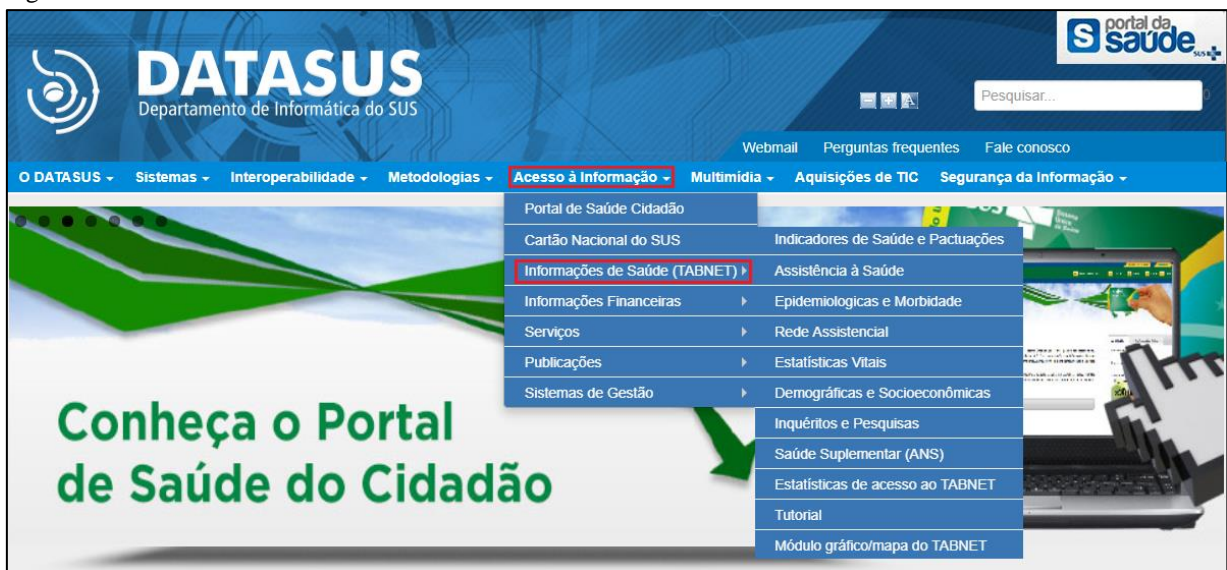 portal da
saúde
SUS
DATASUS
Departamento de Informática do SUS
Pesquisar...
Webmail Perguntas frequentes Fale conosco
O DATASUS Sistemas Interoperabilidade Metodologias Acesso à Informação Multimídia Aquisições de TIC Segurança da Informação
Portal de Saúde Cidadão
Cartão Nacional do SUS
Informações de Saúde (TABNET)
Informações Financeiras
Serviços
Publicações
Sistemas de Gestão
Indicadores de Saúde e Pactuações
Assistência à Saúde
Epidemiologicas e Morbidade
Rede Assistencial
Estatísticas Vitais
Demográficas e Socioeconômicas
Inquéritos e Pesquisas
Saúde Suplementar (ANS)
Estatísticas de acesso ao TABNET
Tutorial
Módulo gráfico/mapa do TABNET
Conheça o Portal
de Saúde do Cidadão